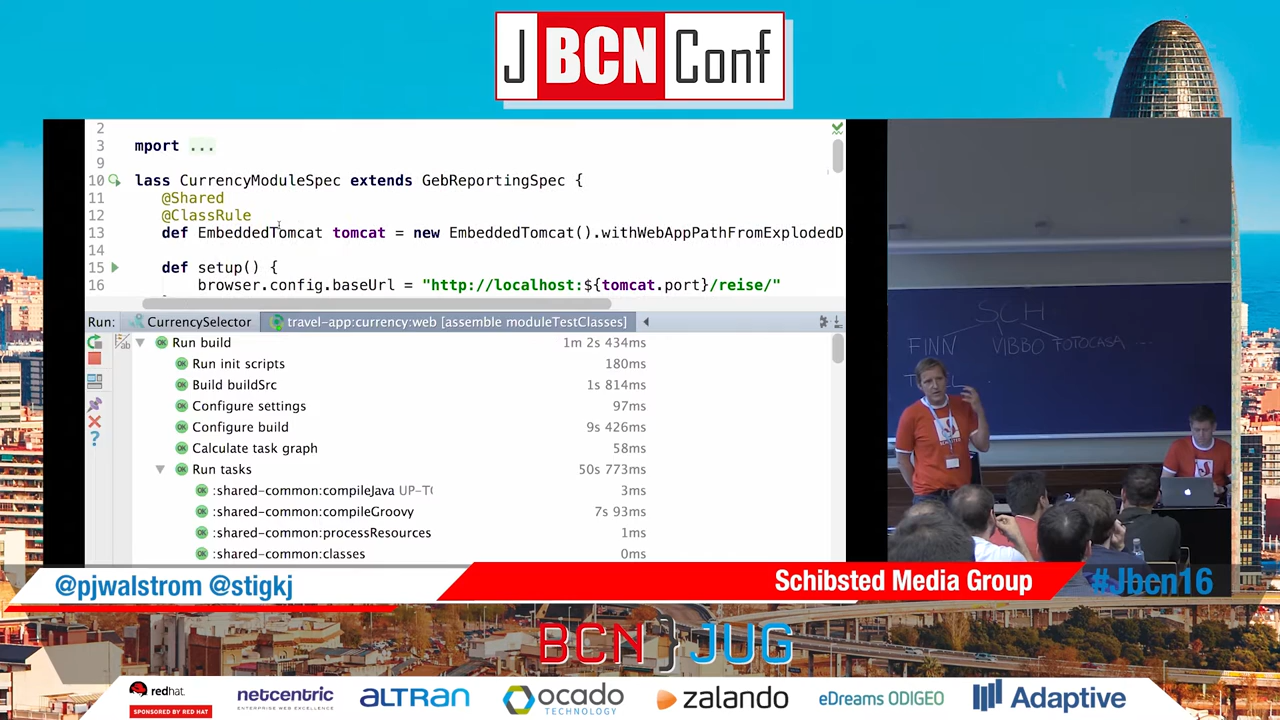 J BCN Conf
2
3 mport ...
9
10 lass CurrencyModuleSpec extends GebReportingSpec {
11 @Shared
12 @ClassRule
13 def EmbeddedTomcat tomcat = new EmbeddedTomcat().withWebAppPathFromExplodedD
14
15 def setup() {
16 browser.config.baseUrl = "http://localhost:${tomcat.port}/reise/"
Run: CurrencySelector travel-app:currency:web [assemble moduleTestClasses]
Run build 1m 2s 434ms
Run init scripts 180ms
Build buildSrc 1s 814ms
Configure settings 97ms
Configure build 9s 426ms
Calculate task graph 58ms
Run tasks 50s 773ms
:shared-common:compileJava UP-TO 3ms
:shared-common:compileGroovy 7s 93ms
:shared-common:processResources 1ms
:shared-common:classes 0ms
SCH
FINN VIBBO FOTOCASA ...
@pjwalstrom @stigkj
Schibsted Media Group
#Jbcn16
BCN JUG
redhat.
SPONSORED BY RED HAT
netcentric
ENTERPRISE WEB EXCELLENCE
ALTRAN
ocado
TECHNOLOGY
zalando
eDreams ODIGEO
Adaptive